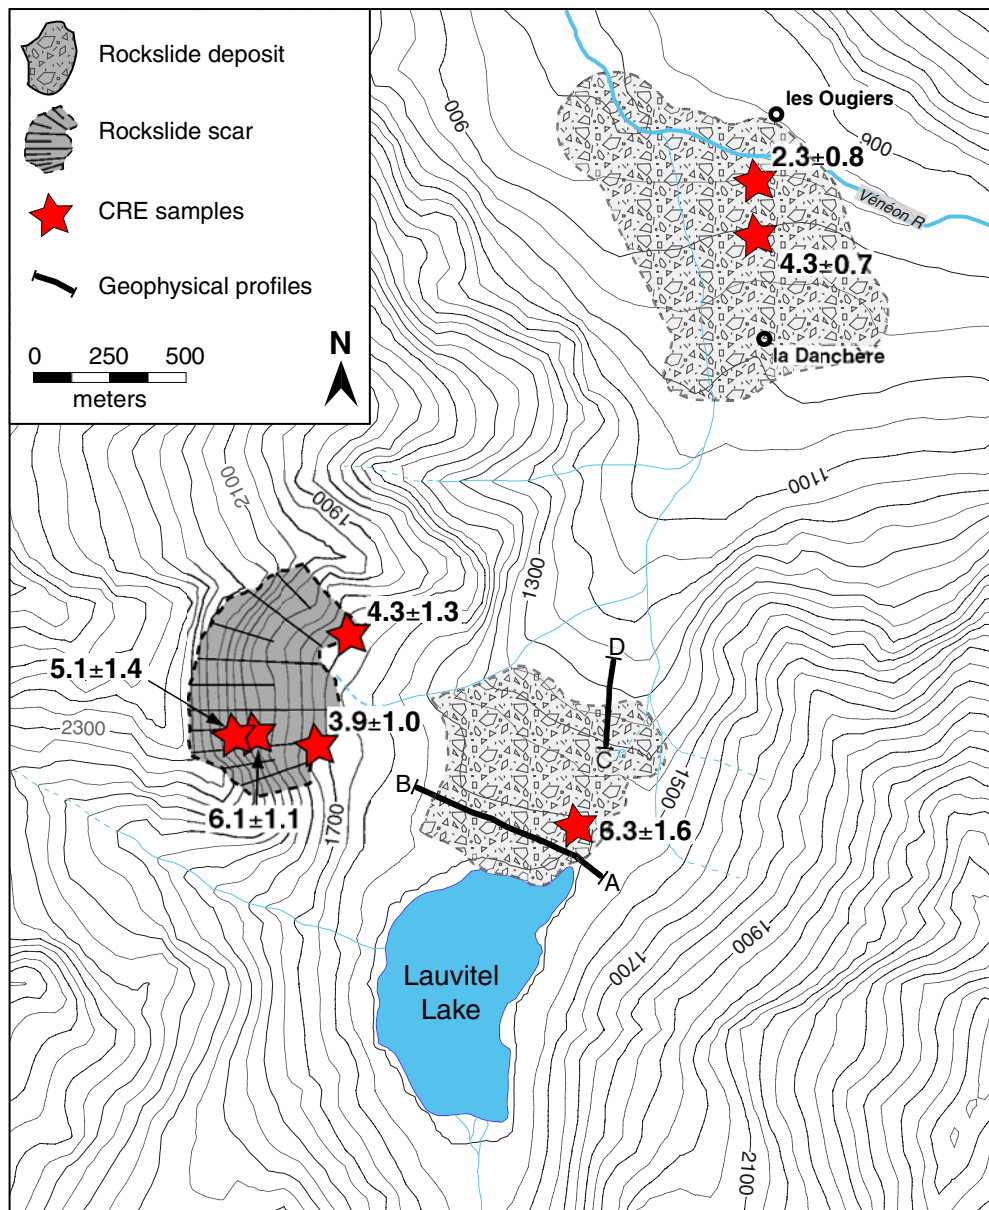 Rockslide deposit
Rockslide scar
CRE samples
Geophysical profiles
0 250 500
meters
N
900
les Ougiers
900
2.3±0.8
Vénéon R
4.3±0.7
la Danchère
2100
1900
1100
1300
4.3±1.3
5.1±1.4
D
2300
3.9±1.0
C
B
1500
6.1±1.1
1700
6.3±1.6
A
1900
1700
Lauvitel
Lake
2100